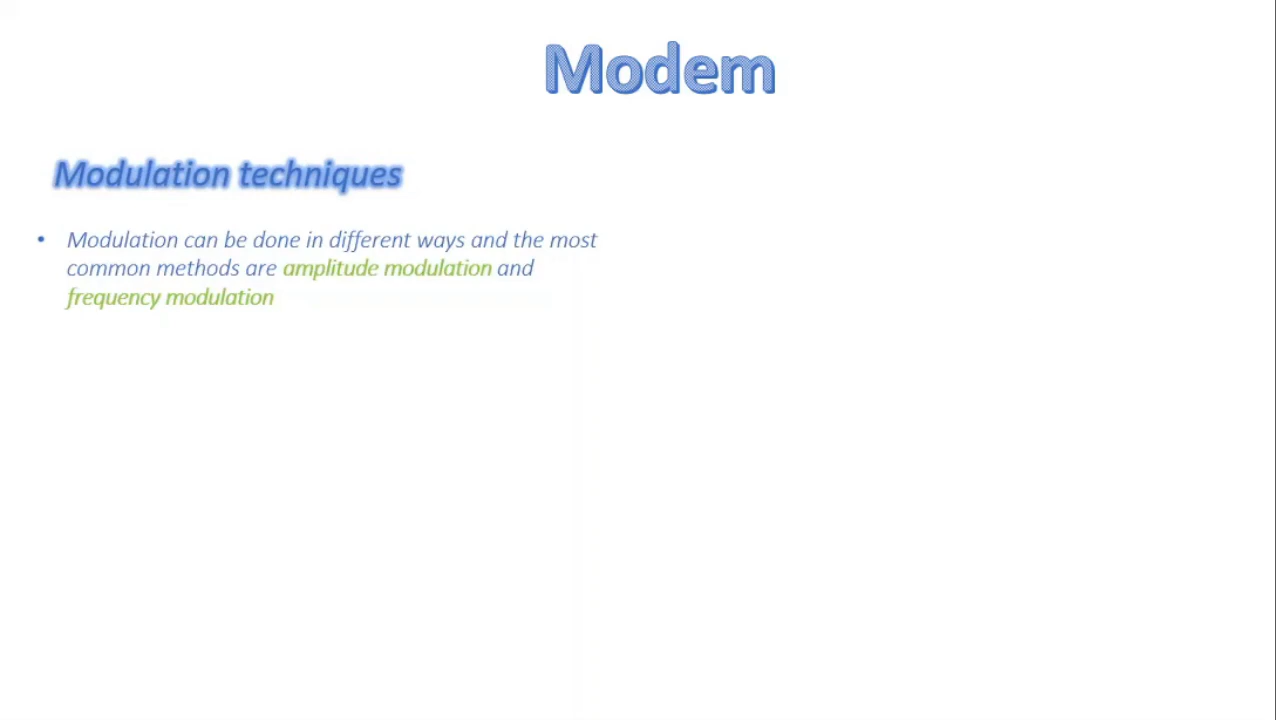 Modem
Modulation techniques
• Modulation can be done in different ways and the most
common methods are amplitude modulation and
frequency modulation